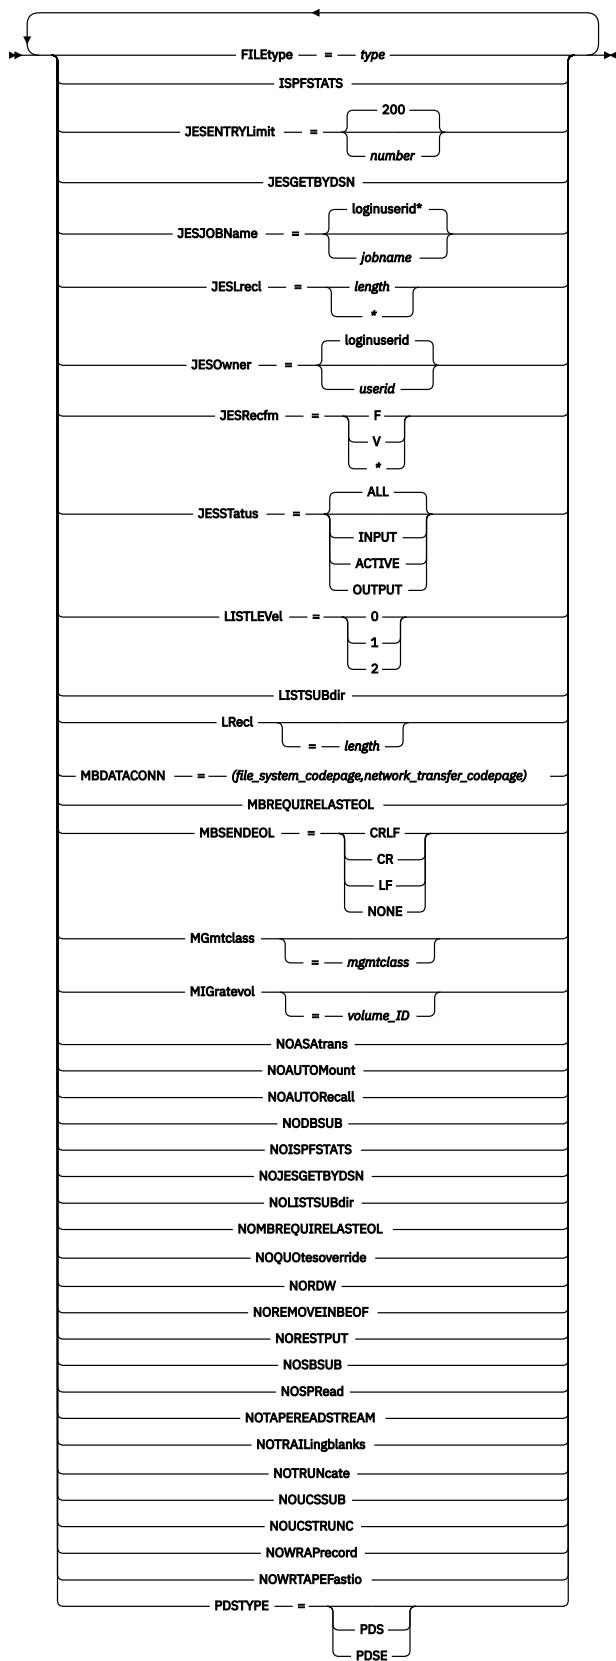 FILEtype = type
ISPFSTATS
200
JESENTRYLimit =
number
JESGETBYDSN
loginuserid*
JESJOBName =
jobname
JESLrecl = length
*
loginuserid
JESOwner =
userid
JESRecfm = F
V
*
ALL
JESSTatus =
INPUT
ACTIVE
OUTPUT
LISTLEVel = 0
1
2
LISTSUBdir
LRecl
= length
MBDATACONN = (file_system_codepage,network_transfer_codepage)
MBREQUIRELASTEOL
MBSENDEOL = CRLF
CR
LF
NONE
MGmtclass
= mgmtclass
MIGratevol
= volume_ID
NOASAtrans
NOAUTOMount
NOAUTORecall
NODBSUB
NOISPFSTATS
NOJESGETBYDSN
NOLISTSUBdir
NOMBREQUIRELASTEOL
NOQUOtesoverride
NORDW
NOREMOVEINBEOF
NORESTPUT
NOSBSUB
NOSPRead
NOTAPEREADSTREAM
NOTRAILingblanks
NOTRUNcate
NOUCSSUB
NOUCSTRUNC
NOWRAPrecord
NOWRTAPEFastio
PDSTYPE =
PDS
PDSE